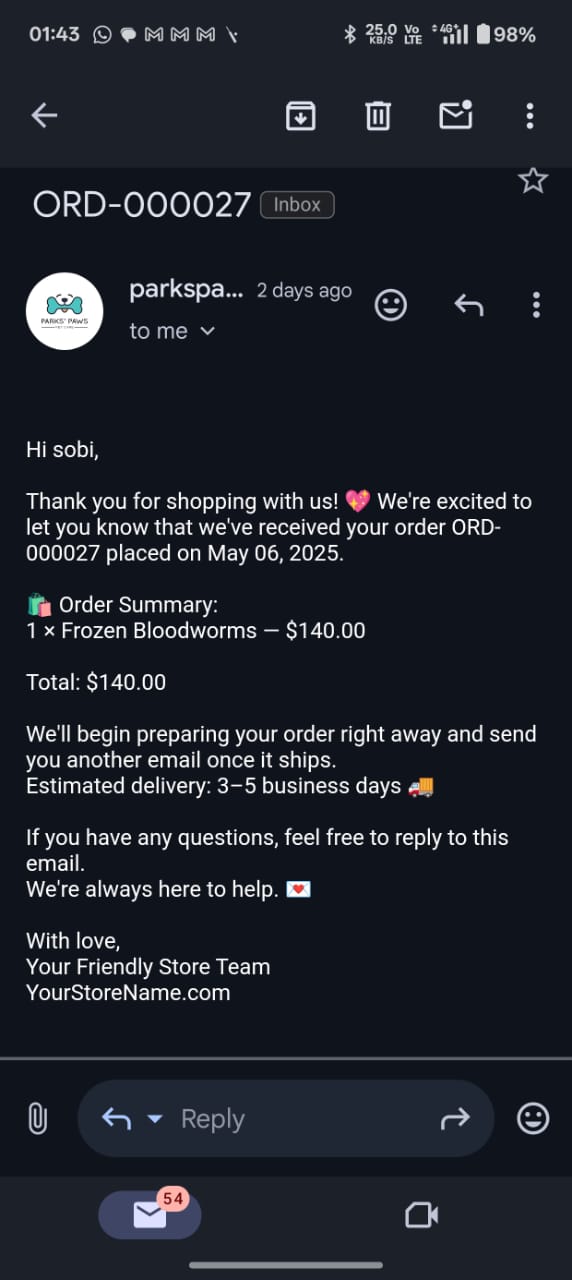 01:43
25.0 KB/S
Vo LTE
4G+
98%
ORD-000027
Inbox
PARKS' PAWS
PET CARE
parkspa...
2 days ago
to me
Hi sobi,
Thank you for shopping with us! 💖 We're excited to
let you know that we've received your order ORD-
000027 placed on May 06, 2025.
🛍️ Order Summary:
1 × Frozen Bloodworms — $140.00
Total: $140.00
We'll begin preparing your order right away and send
you another email once it ships.
Estimated delivery: 3–5 business days 🚚
If you have any questions, feel free to reply to this
email.
We're always here to help. 💌
With love,
Your Friendly Store Team
YourStoreName.com
Reply
54